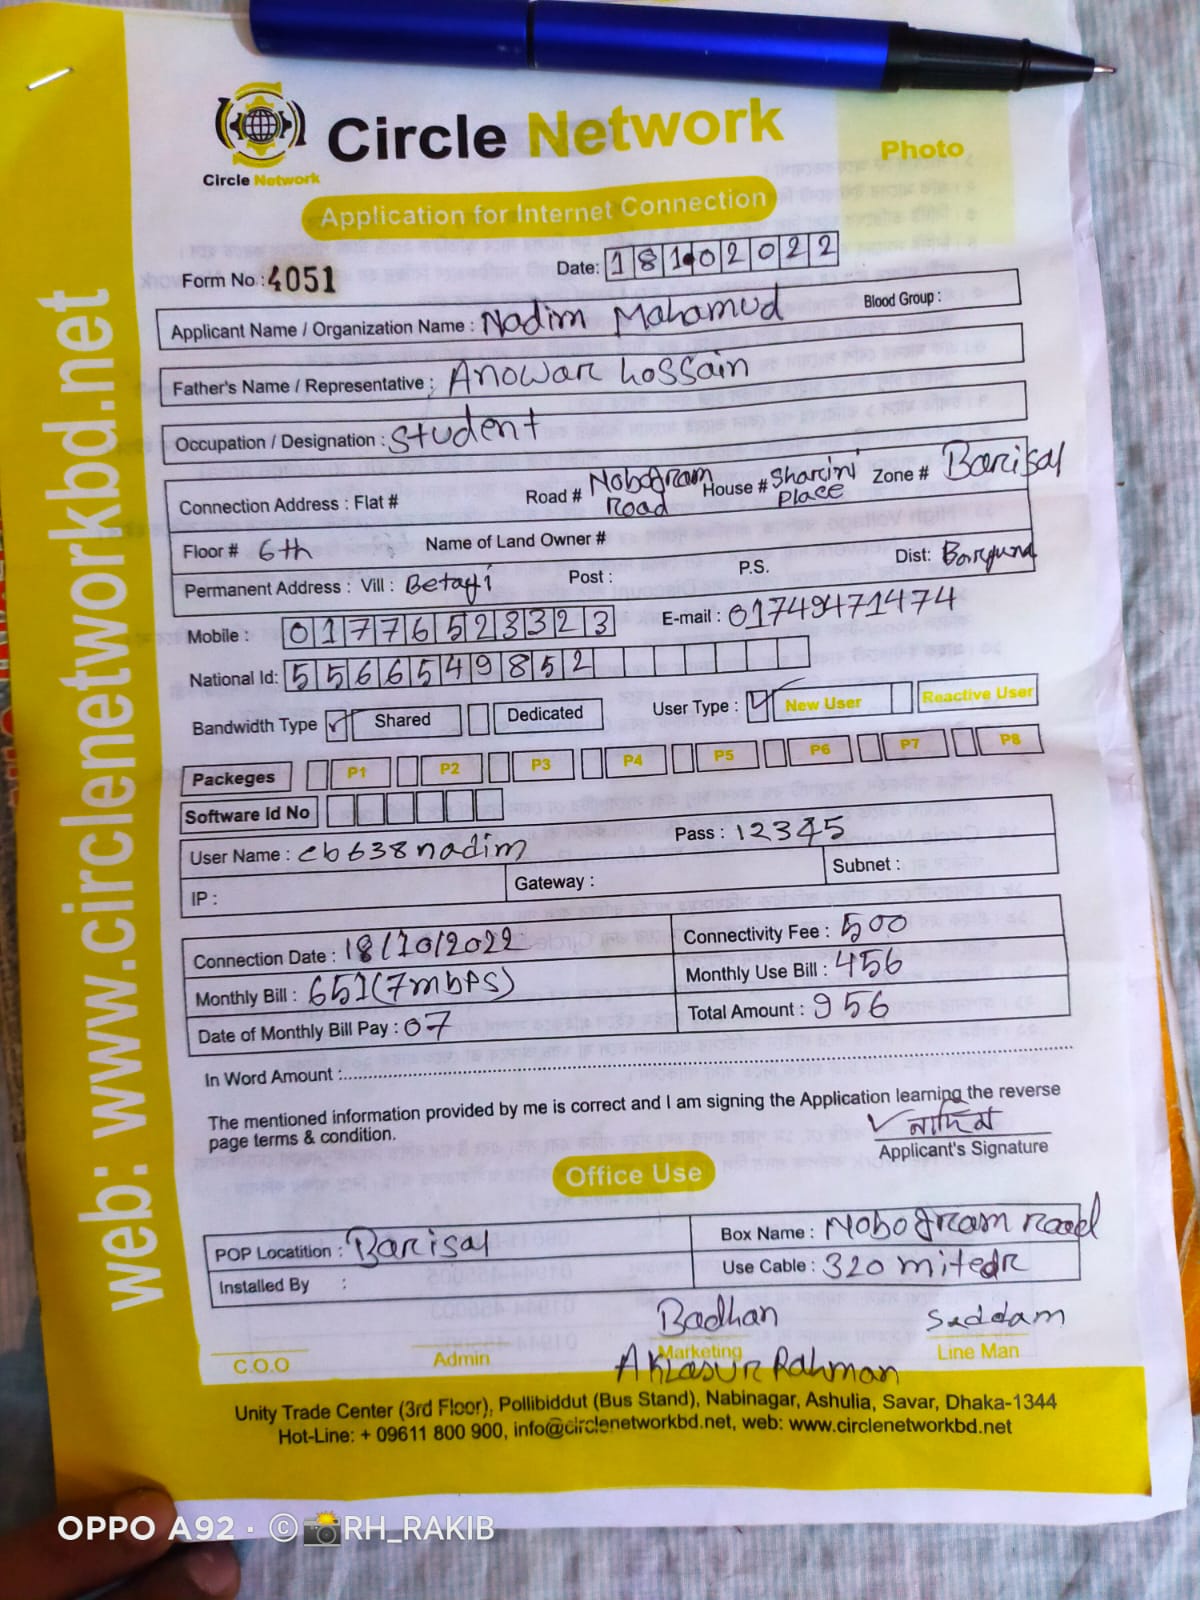 Circle Network
Circle Network
Photo
Application for Internet Connection
Form No.: 4051
Date: 18102022
Applicant Name / Organization Name : Nadim Mahamud Blood Group :
Father's Name / Representative : Anowar hossain
Occupation / Designation : Student
Connection Address : Flat # Road # Nobogram Road House # Sharini Place Zone # Barisal
Floor # 6th Name of Land Owner #
Permanent Address : Vill : Betagi Post : P.S. Dist: Barguna
Mobile : 01776523323 E-mail : 01749471474
National Id: 5566549852
Bandwidth Type Shared Dedicated User Type : New User Reactive User
Packeges P1 P2 P3 P4 P5 P6 P7 P8
Software Id No
User Name : cb638nadim Pass : 12345
IP : Gateway : Subnet :
Connection Date : 18/10/2022 Connectivity Fee : 500
Monthly Bill : 651(7mbps) Monthly Use Bill : 456
Date of Monthly Bill Pay : 07 Total Amount : 956
In Word Amount :
The mentioned information provided by me is correct and I am signing the Application learning the reverse
page terms & condition.
Applicant's Signature
Office Use
POP Locatition : Barisal Box Name : Nobogram road
Installed By : Use Cable : 320 mitedr
Badhan Saddam
C.O.O Admin Marketing Line Man
Rahman
Unity Trade Center (3rd Floor), Pollibiddut (Bus Stand), Nabinagar, Ashulia, Savar, Dhaka-1344
Hot-Line: + 09611 800 900, info@circlenetworkbd.net, web: www.circlenetworkbd.net
web: www.circlenetworkbd.net
OPPO A92 · © RH_RAKIB